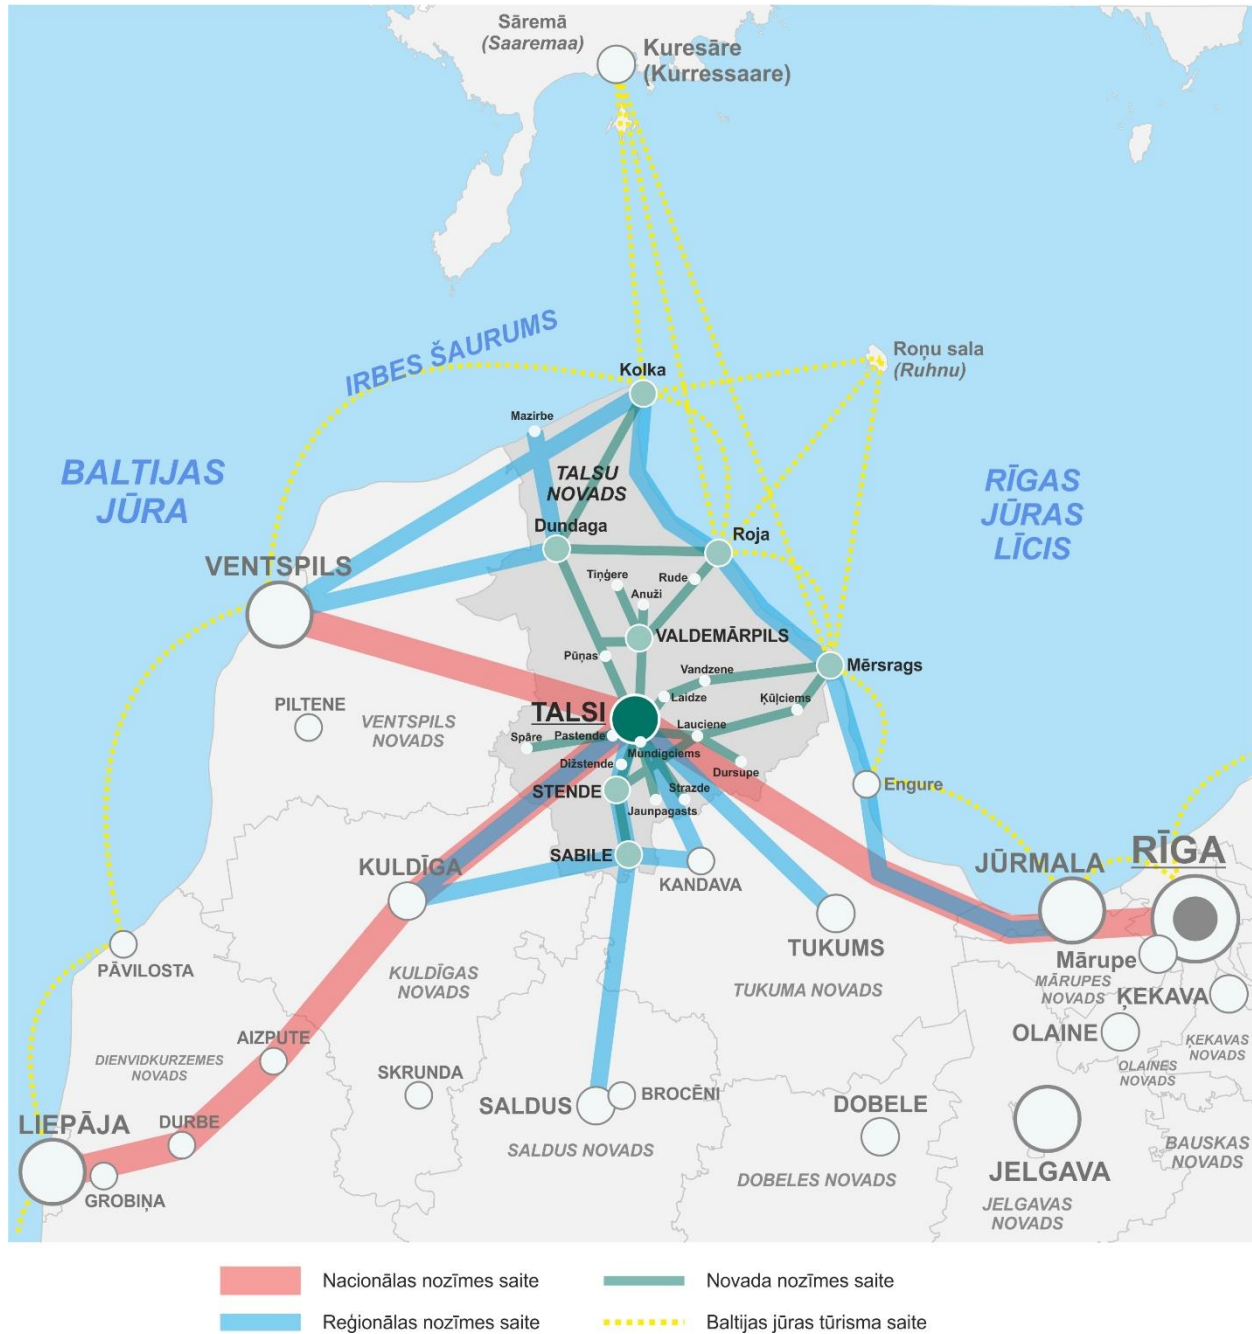 Sāremā
(Saaremaa)
Kuresāre
(Kurressaare)
IRBES ŠAURUMS
Roņu sala
(Ruhnu)
Kolka
Mazirbe
BALTIJAS
JŪRA
TALSU
NOVADS
RĪGAS
JŪRAS
LĪCIS
Dundaga
Roja
VENTSPILS
Tiņģere
Rude
Anuži
VALDEMĀRPILS
Pūņas
Vandzene
Mērsrags
Laidze
Ķūļciems
PILTENE
VENTSPILS
NOVADS
TALSI
Lauciene
Spāre
Pastende
Mundigciems
Dižstende
Dursupe
STENDE
Strazde
Jaunpagasts
Engure
SABILE
KANDAVA
KULDĪGA
JŪRMALA
RĪGA
TUKUMS
PĀVILOSTA
KULDĪGAS
NOVADS
TUKUMA NOVADS
Mārupe
MĀRUPES
NOVADS
ĶEKAVA
OLAINE
ĶEKAVAS
NOVADS
OLAINES
NOVADS
AIZPUTE
DIENVIDKURZEMES
NOVADS
SKRUNDA
SALDUS
BROCĒNI
DOBELE
LIEPĀJA
DURBE
GROBIŅA
SALDUS NOVADS
DOBELES NOVADS
JELGAVA
JELGAVAS
NOVADS
BAUSKAS
NOVADS
Nacionālas nozīmes saite
Novada nozīmes saite
Reģionālas nozīmes saite
Baltijas jūras tūrisma saite